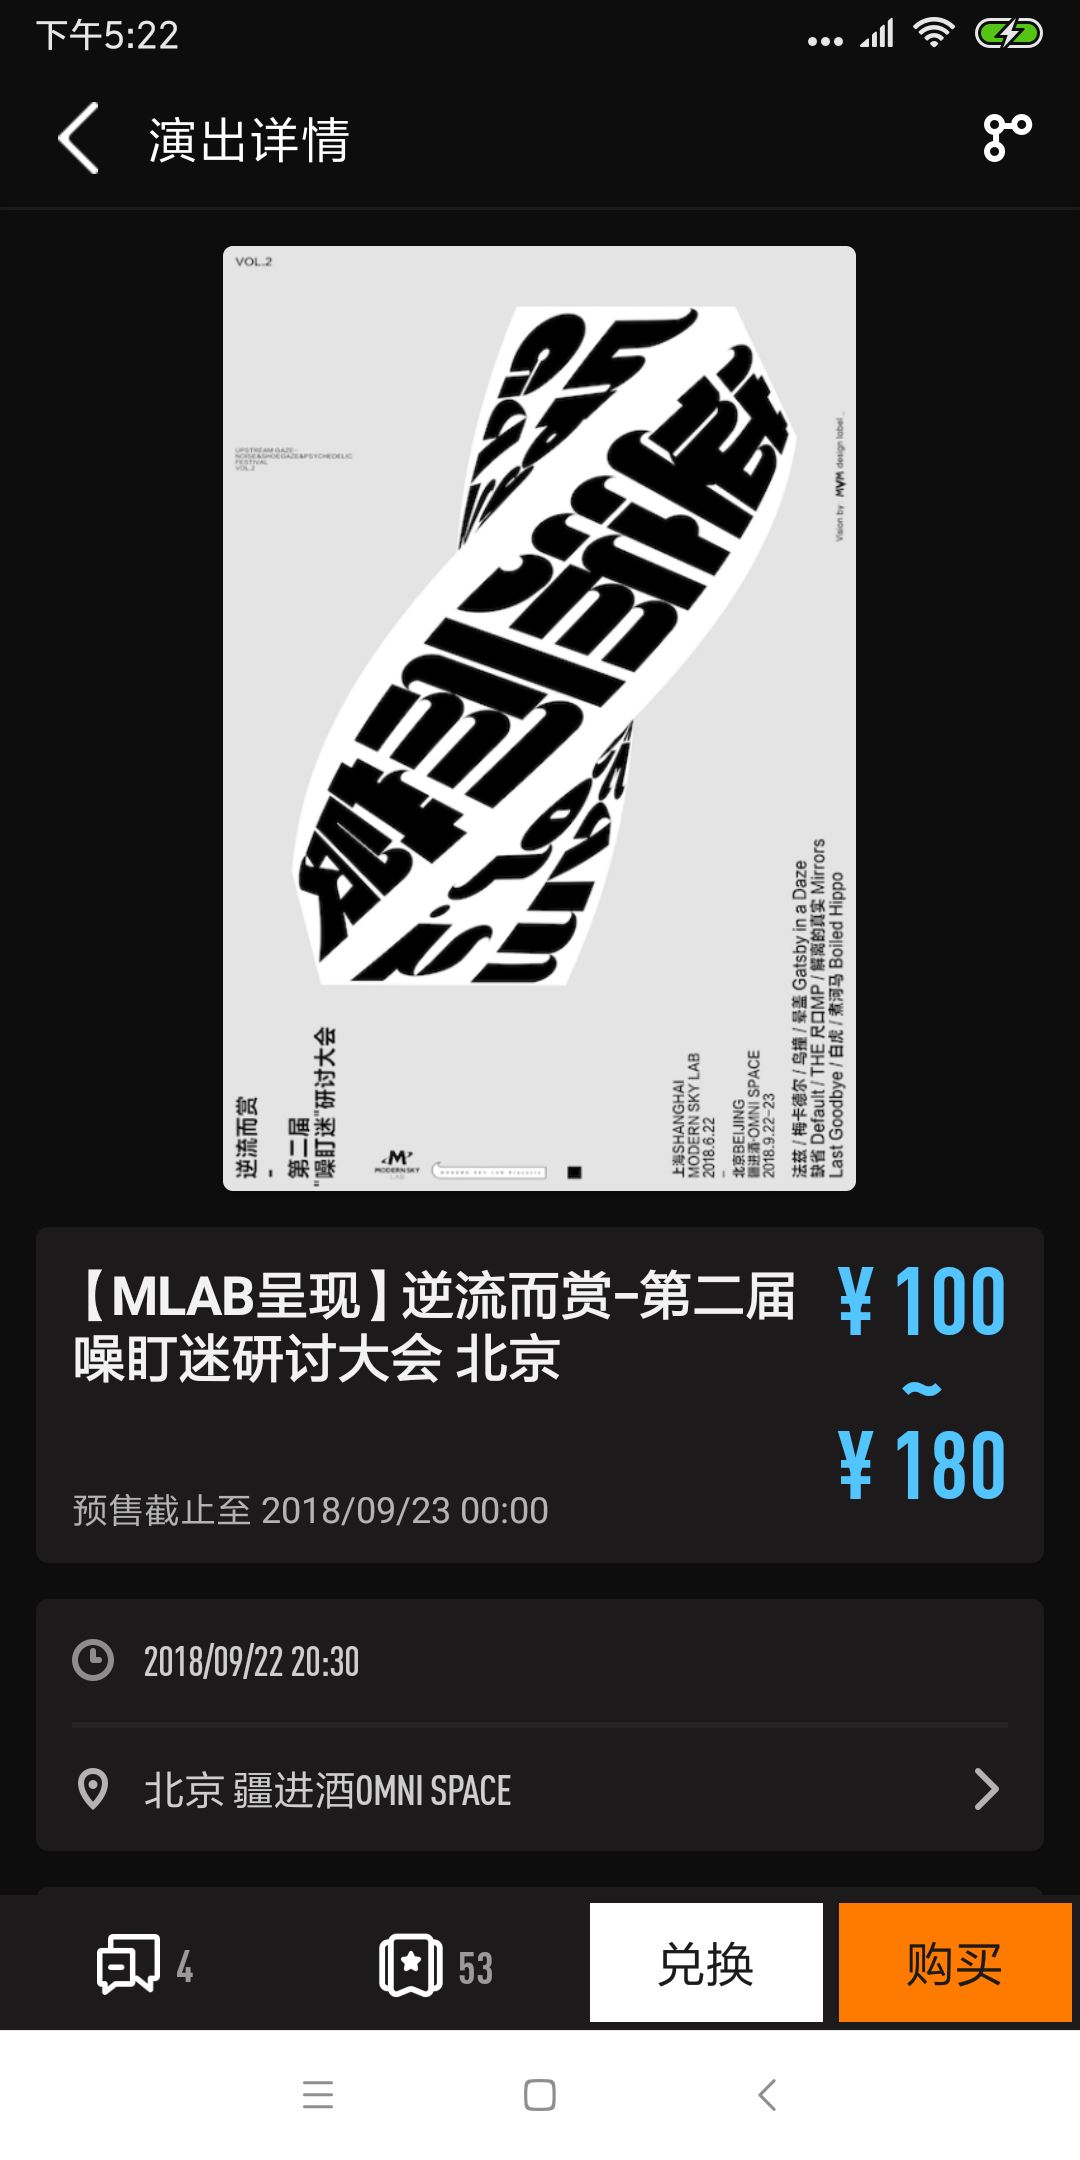 下午5:22
演出详情
VOL.2
UPSTREAM GAZE-
NOISE&SHOEGAZE&PSYCHEDELIC
FESTIVAL
VOL.2
Vision by MVM design label_
逆流而赏
-
第二届
"噪盯迷"研讨大会
MODERNSKY
LAB
上海SHANGHAI
MODERN SKY LAB
2018.6.22
-
北京BEIJING
疆进酒·OMNI SPACE
2018.9.22-23
法兹 / 梅卡德尔 / 鸟撞 / 晕盖 Gatsby in a Daze
缺省 Default / THE 尺口MP / 解离的真实 Mirrors
Last Goodbye / 白虎 / 煮河马 Boiled Hippo
【MLAB呈现】逆流而赏-第二届
噪盯迷研讨大会 北京
¥ 100
~
¥ 180
预售截止至 2018/09/23 00:00
2018/09/22 20:30
北京 疆进酒OMNI SPACE
4
53
兑换
购买